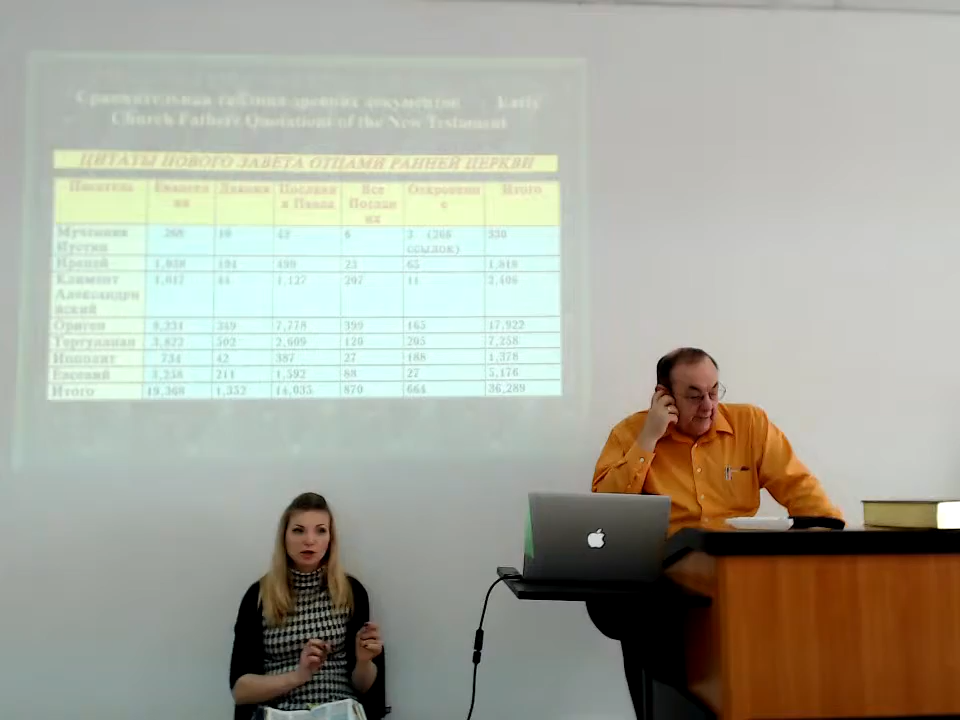 Сравнительная таблица древних документов Early
Church Fathers Quotations of the New Testament
ЦИТАТЫ НОВОГО ЗАВЕТА ОТЦАМИ РАННЕЙ ЦЕРКВИ
Писатель Евангелия Деяния Послания Павла Все Послания Откровение Итого
Мученик Иустин 268 10 43 6 3 (266 ссылок) 330
Ириней 1,038 194 499 23 65 1,819
Климент Александрийский 1,017 44 1,127 207 11 2,406
Ориген 9,231 349 7,778 399 165 17,922
Тертуллиан 3,822 502 2,609 120 205 7,258
Ипполит 734 42 387 27 188 1,378
Евсевий 3,258 211 1,592 88 27 5,176
Итого 19,368 1,352 14,035 870 664 36,289